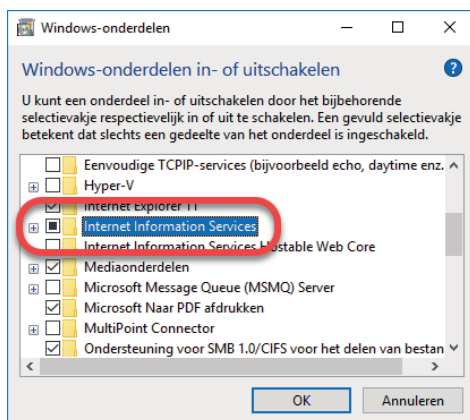 Windows-onderdelen
Windows-onderdelen in- of uitschakelen
U kunt een onderdeel in- of uitschakelen door het bijbehorende
selectievakje respectievelijk in of uit te schakelen. Een gevuld selectievakje
betekent dat slechts een gedeelte van het onderdeel is ingeschakeld.
Eenvoudige TCPIP-services (bijvoorbeeld echo, daytime enz.
Hyper-V
Internet Explorer 11
Internet Information Services
Internet Information Services Hostable Web Core
Mediaonderdelen
Microsoft Message Queue (MSMQ) Server
Microsoft Naar PDF afdrukken
MultiPoint Connector
Ondersteuning voor SMB 1.0/CIFS voor het delen van bestan
OK Annuleren